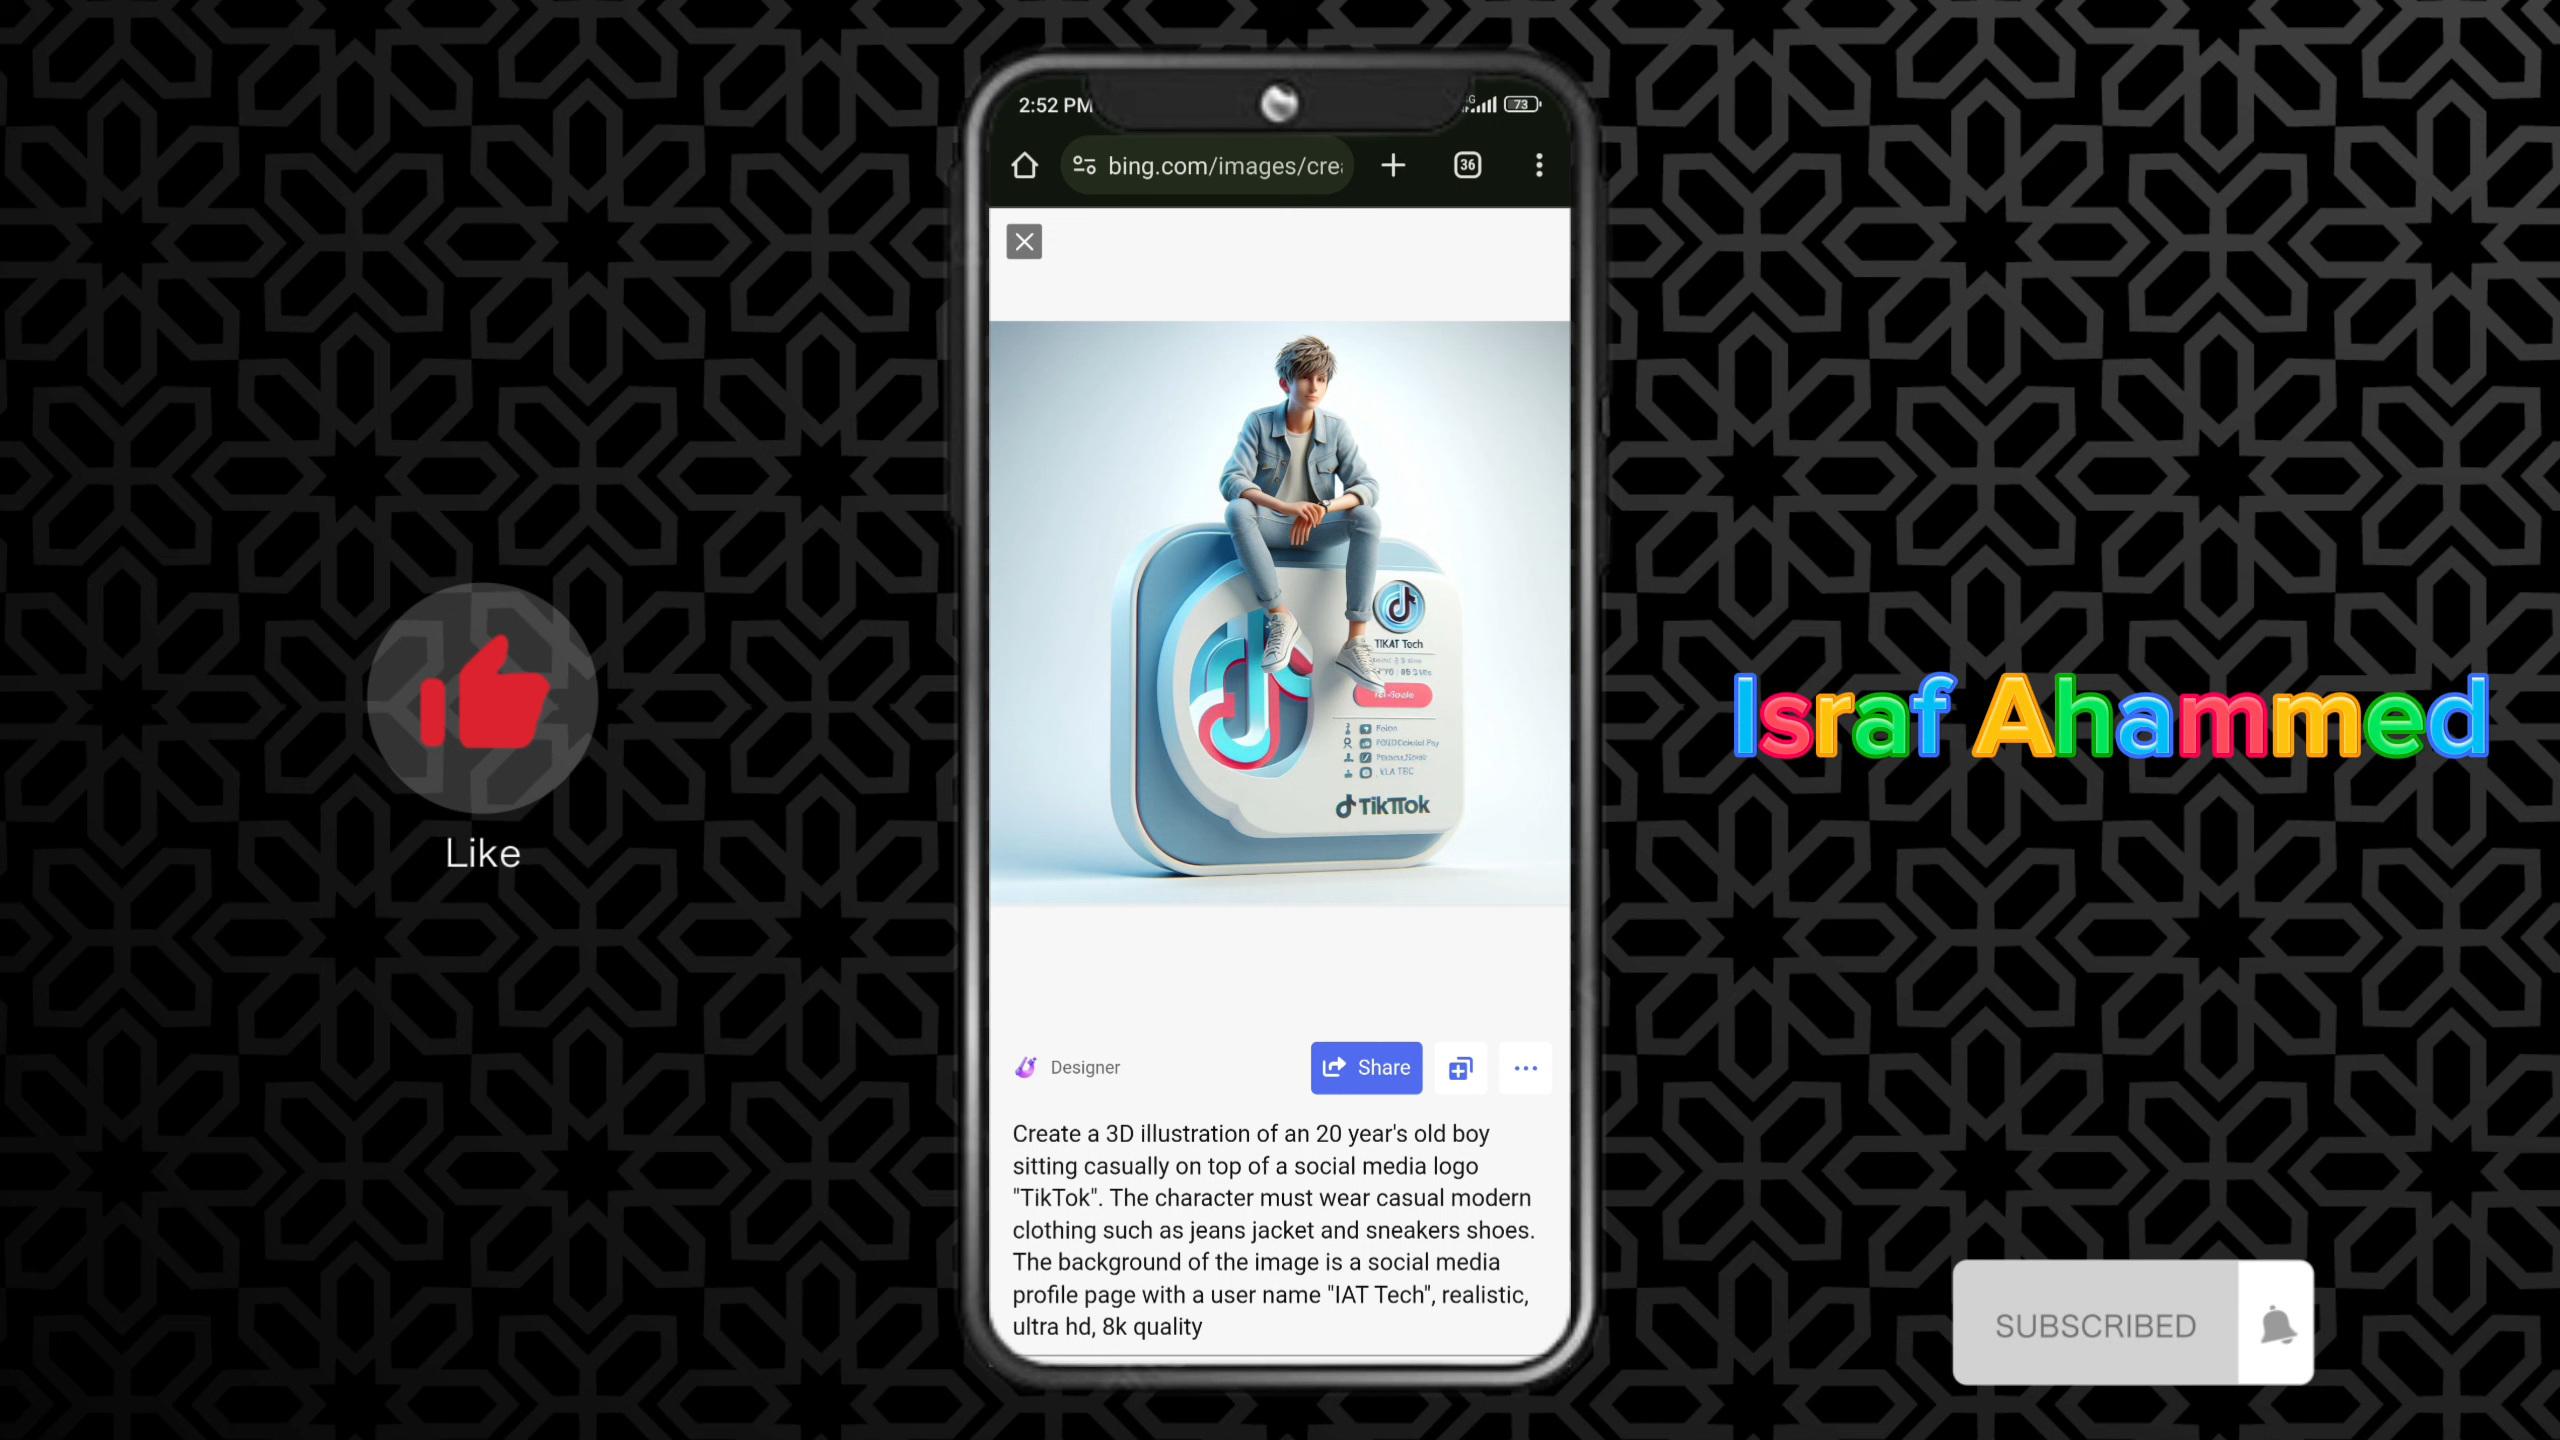 2:52 PM
73
bing.com/images/cre
36
TIKAT Tech
TikTTok
Like
Israf Ahammed
Designer
Share
Create a 3D illustration of an 20 year's old boy
sitting casually on top of a social media logo
"TikTok". The character must wear casual modern
clothing such as jeans jacket and sneakers shoes.
The background of the image is a social media
profile page with a user name "IAT Tech", realistic,
ultra hd, 8k quality
SUBSCRIBED